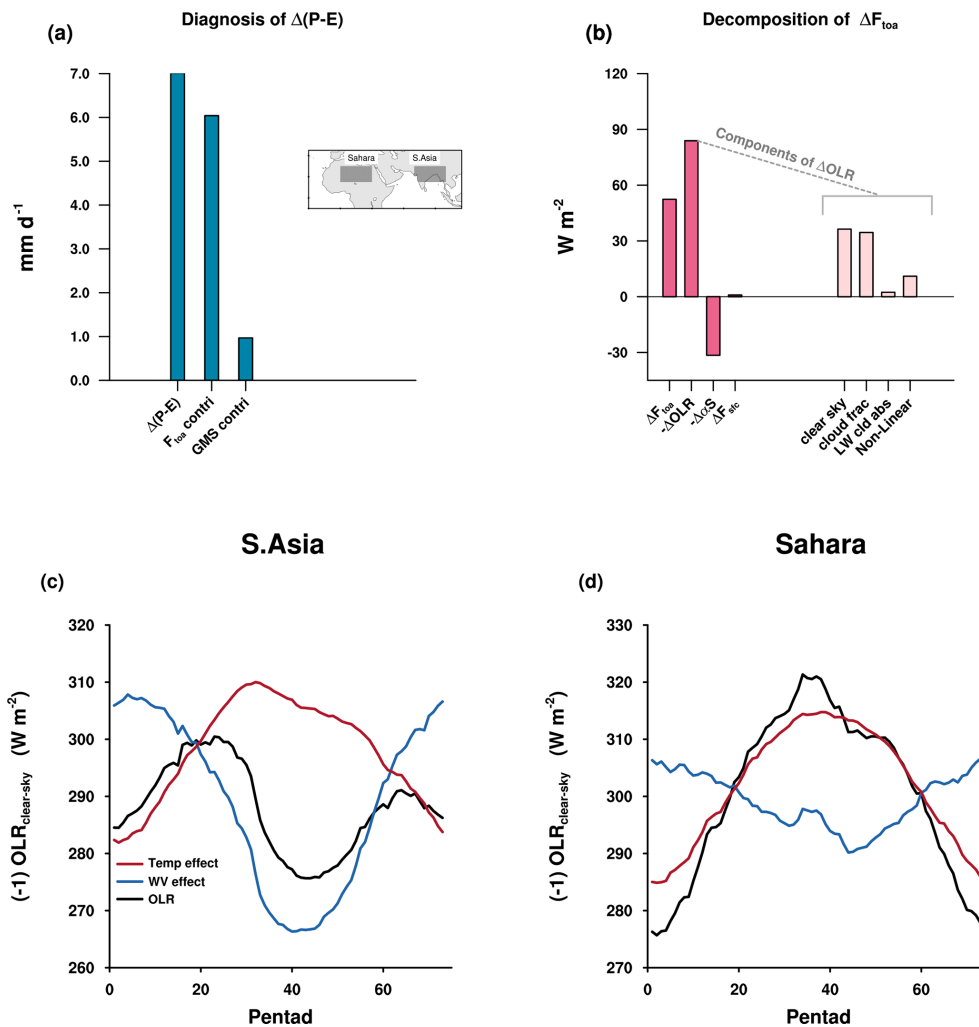 Diagnosis of Δ(P-E)
(a)
mm d⁻¹
7.0
6.0
5.0
4.0
3.0
2.0
1.0
0.0
Δ(P-E)
Fₜₒₐ contri
GMS contri
Sahara
S.Asia
Decomposition of ΔFₜₒₐ
(b)
W m⁻²
120
90
60
30
0
-30
Components of ΔOLR
ΔFₜₒₐ
-ΔOLR
-ΔαS
ΔF_sfc
clear sky
cloud frac
LW cld abs
Non-Linear
S.Asia
(c)
(-1) OLR_clear-sky (W m⁻²)
320
310
300
290
280
270
260
Temp effect
WV effect
OLR
0
20
40
60
Pentad
Sahara
(d)
(-1) OLR_clear-sky (W m⁻²)
330
320
310
300
290
280
270
0
20
40
60
Pentad